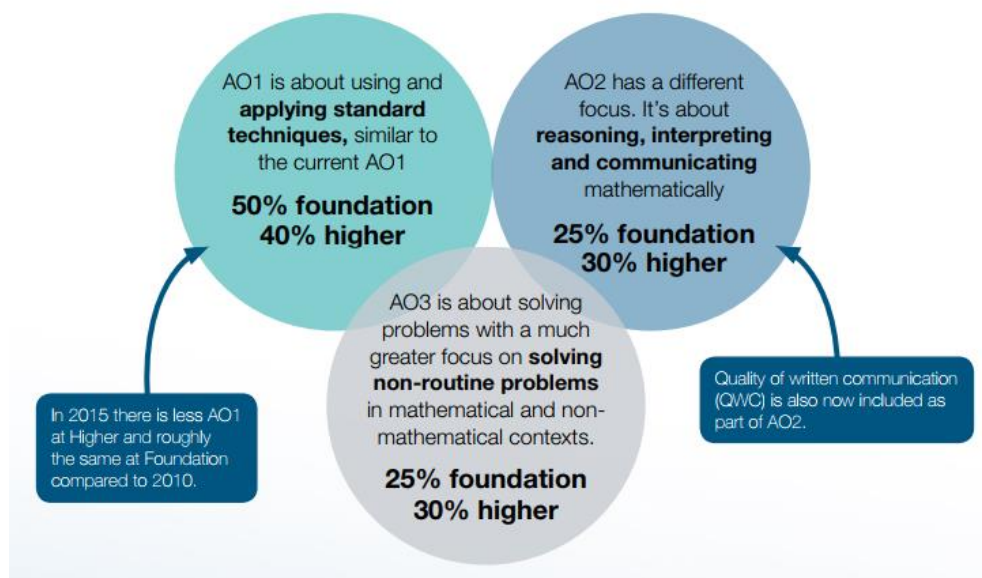 AO1 is about using and
applying standard
techniques, similar to
the current AO1
50% foundation
40% higher
AO2 has a different
focus. It's about
reasoning, interpreting
and communicating
mathematically
25% foundation
30% higher
AO3 is about solving
problems with a much
greater focus on solving
non-routine problems
in mathematical and non-
mathematical contexts.
25% foundation
30% higher
In 2015 there is less AO1
at Higher and roughly
the same at Foundation
compared to 2010.
Quality of written communication
(QWC) is also now included as
part of AO2.